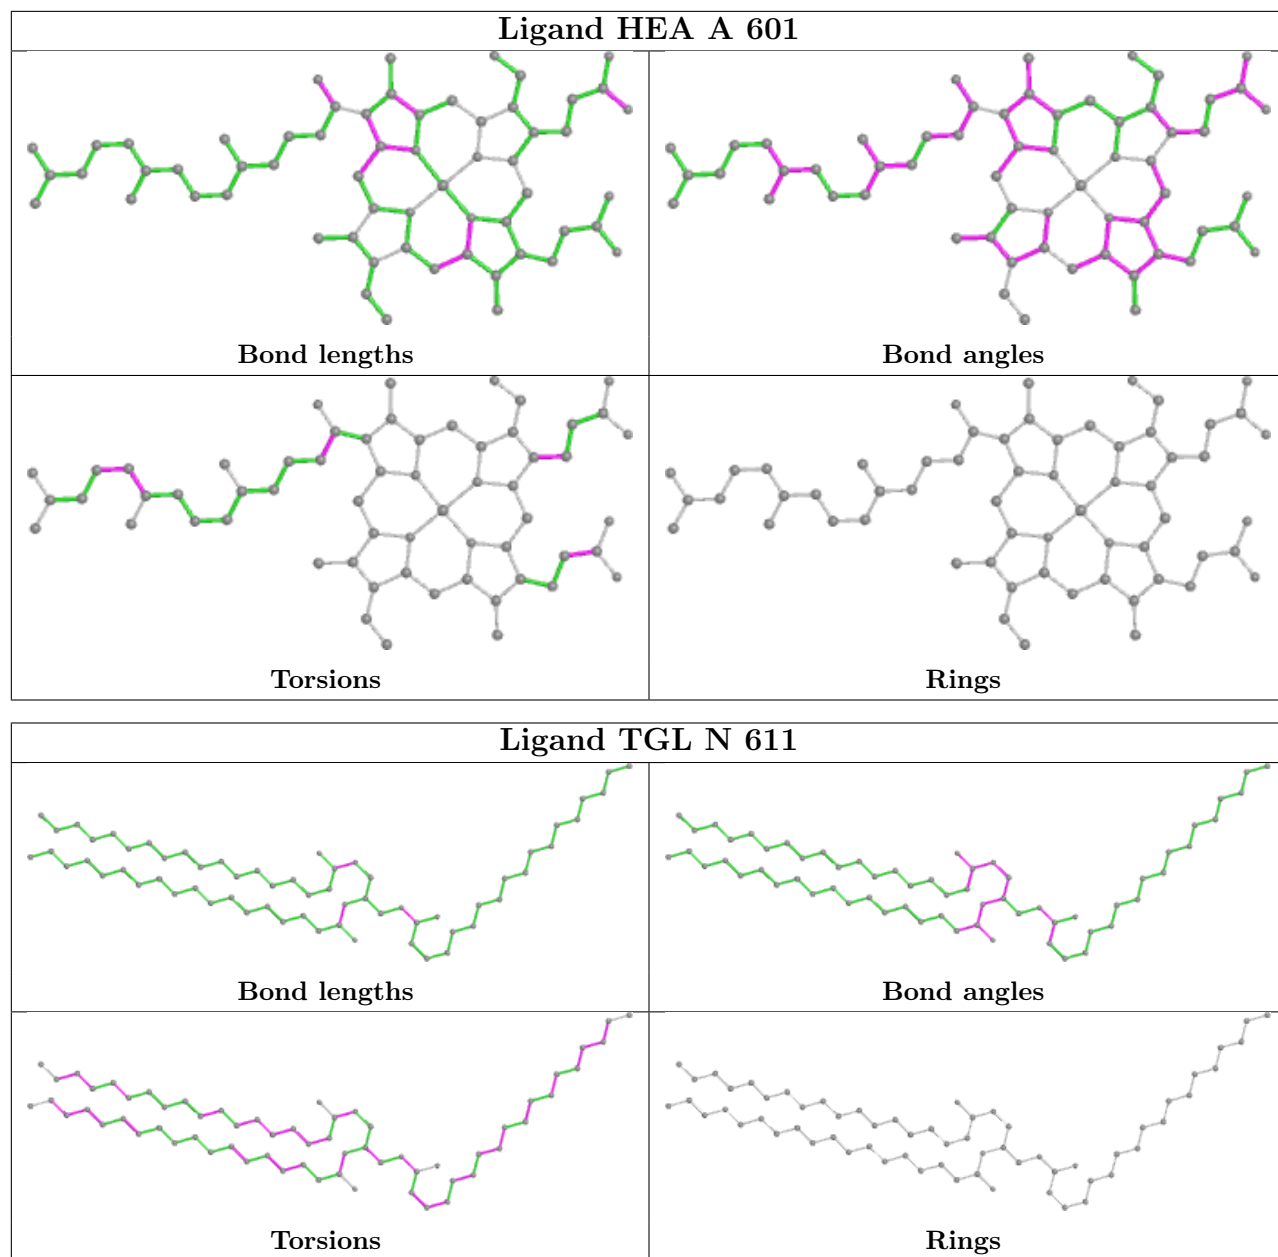 Ligand HEA A 601
Bond lengths
Bond angles
Torsions
Rings
Ligand TGL N 611
Bond lengths
Bond angles
Torsions
Rings